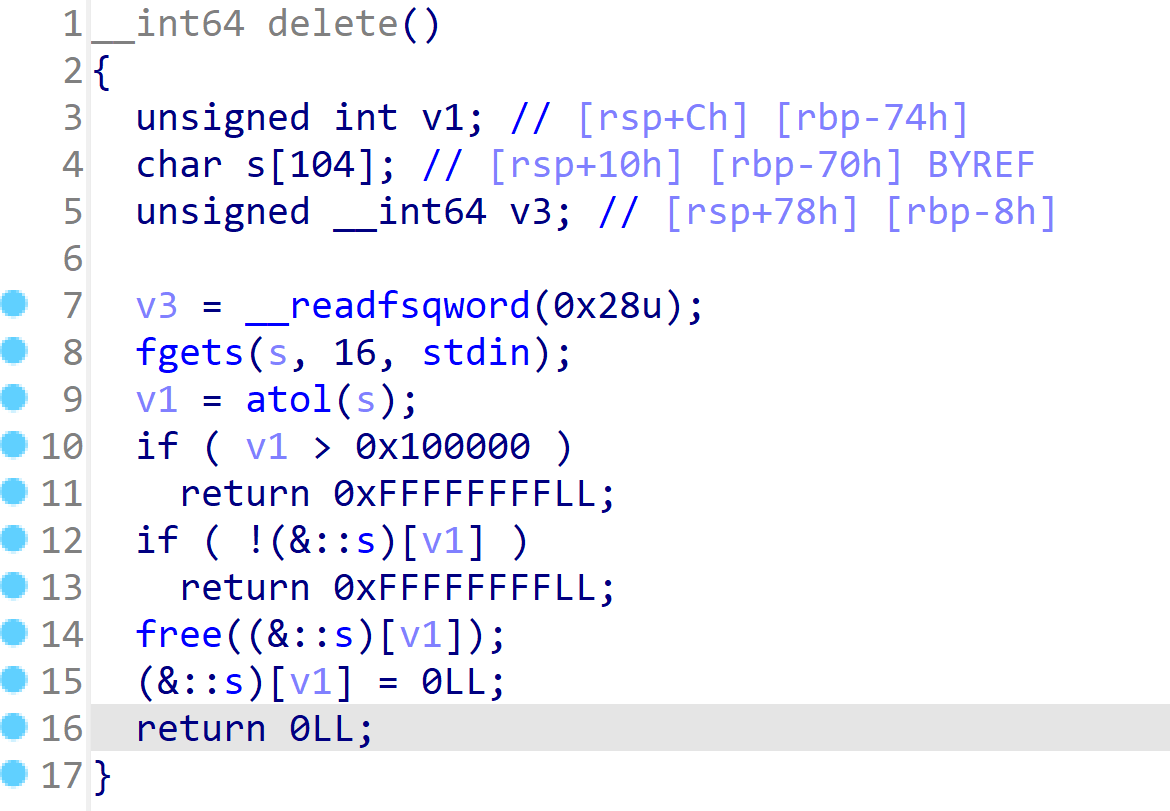 1 __int64 delete()
2 {
3   unsigned int v1; // [rsp+Ch] [rbp-74h]
4   char s[104]; // [rsp+10h] [rbp-70h] BYREF
5   unsigned __int64 v3; // [rsp+78h] [rbp-8h]
6
7   v3 = __readfsqword(0x28u);
8   fgets(s, 16, stdin);
9   v1 = atol(s);
10   if ( v1 > 0x100000 )
11     return 0xFFFFFFFFLL;
12   if ( !(&::s)[v1] )
13     return 0xFFFFFFFFLL;
14   free((&::s)[v1]);
15   (&::s)[v1] = 0LL;
16   return 0LL;
17 }